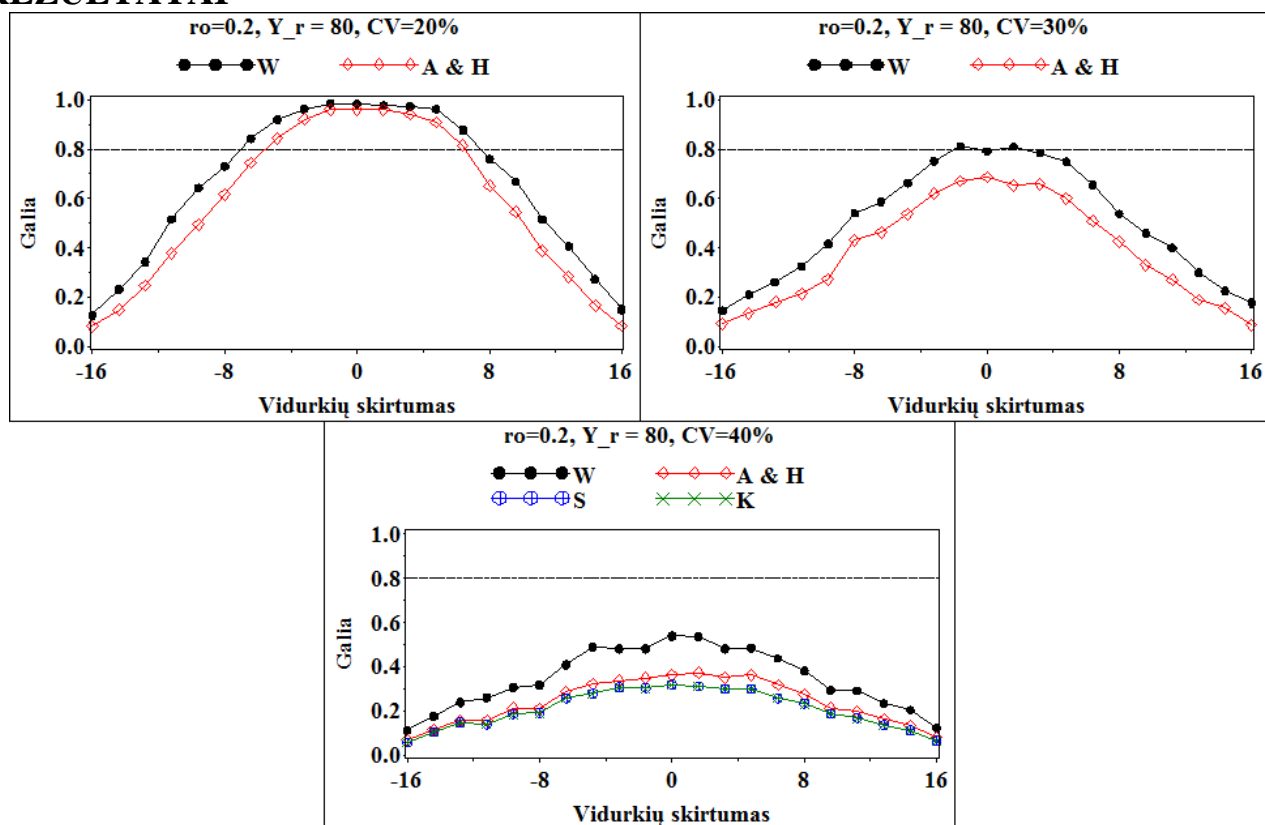 REZULTATAI
ro=0.2, Y_r = 80, CV=20%
W A & H
1.0
0.8
0.6
0.4
0.2
0.0
Galia
-16 -8 0 8 16
Vidurkių skirtumas
ro=0.2, Y_r = 80, CV=30%
W A & H
1.0
0.8
0.6
0.4
0.2
0.0
Galia
-16 -8 0 8 16
Vidurkių skirtumas
ro=0.2, Y_r = 80, CV=40%
W A & H
S K
1.0
0.8
0.6
0.4
0.2
0.0
Galia
-16 -8 0 8 16
Vidurkių skirtumas